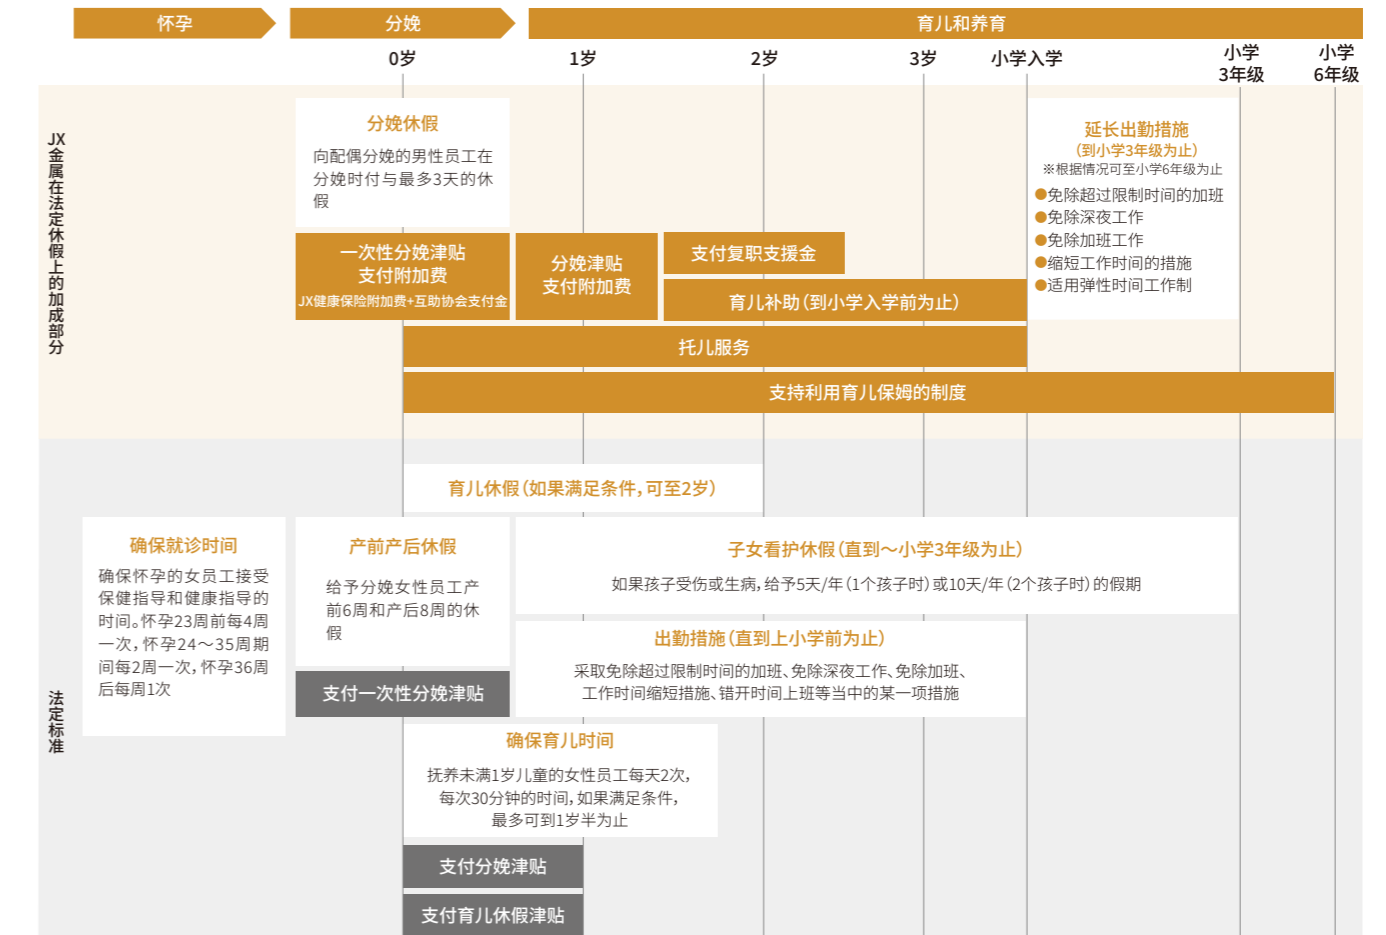 怀孕
分娩
育儿和养育
0岁
1岁
2岁
3岁
小学入学
小学
3年级
小学
6年级
JX金属在法定休假上的加成部分
分娩休假
向配偶分娩的男性员工在
分娩时付与最多3天的休
假
延长出勤措施
（到小学3年级为止）
※根据情况可至小学6年级为止
●免除超过限制时间的加班
●免除深夜工作
●免除加班工作
●缩短工作时间的措施
●适用弹性时间工作制
一次性分娩津贴
支付附加费
JX健康保险附加费+互助协会支付金
分娩津贴
支付附加费
支付复职支援金
育儿补助（到小学入学前为止）
托儿服务
支持利用育儿保姆的制度
法定标准
育儿休假（如果满足条件，可至2岁）
确保就诊时间
确保怀孕的女员工接受
保健指导和健康指导的
时间。怀孕23周前每4周
一次，怀孕24～35周期
间每2周一次，怀孕36周
后每周1次
产前产后休假
给予分娩女性员工产
前6周和产后8周的休
假
子女看护休假（直到～小学3年级为止）
如果孩子受伤或生病，给予5天/年（1个孩子时）或10天/年（2个孩子时）的假期
出勤措施（直到上小学前为止）
采取免除超过限制时间的加班、免除深夜工作、免除加班、
工作时间缩短措施、错开时间上班等当中的某一项措施
支付一次性分娩津贴
确保育儿时间
抚养未满1岁儿童的女性员工每天2次，
每次30分钟的时间，如果满足条件，
最多可到1岁半为止
支付分娩津贴
支付育儿休假津贴